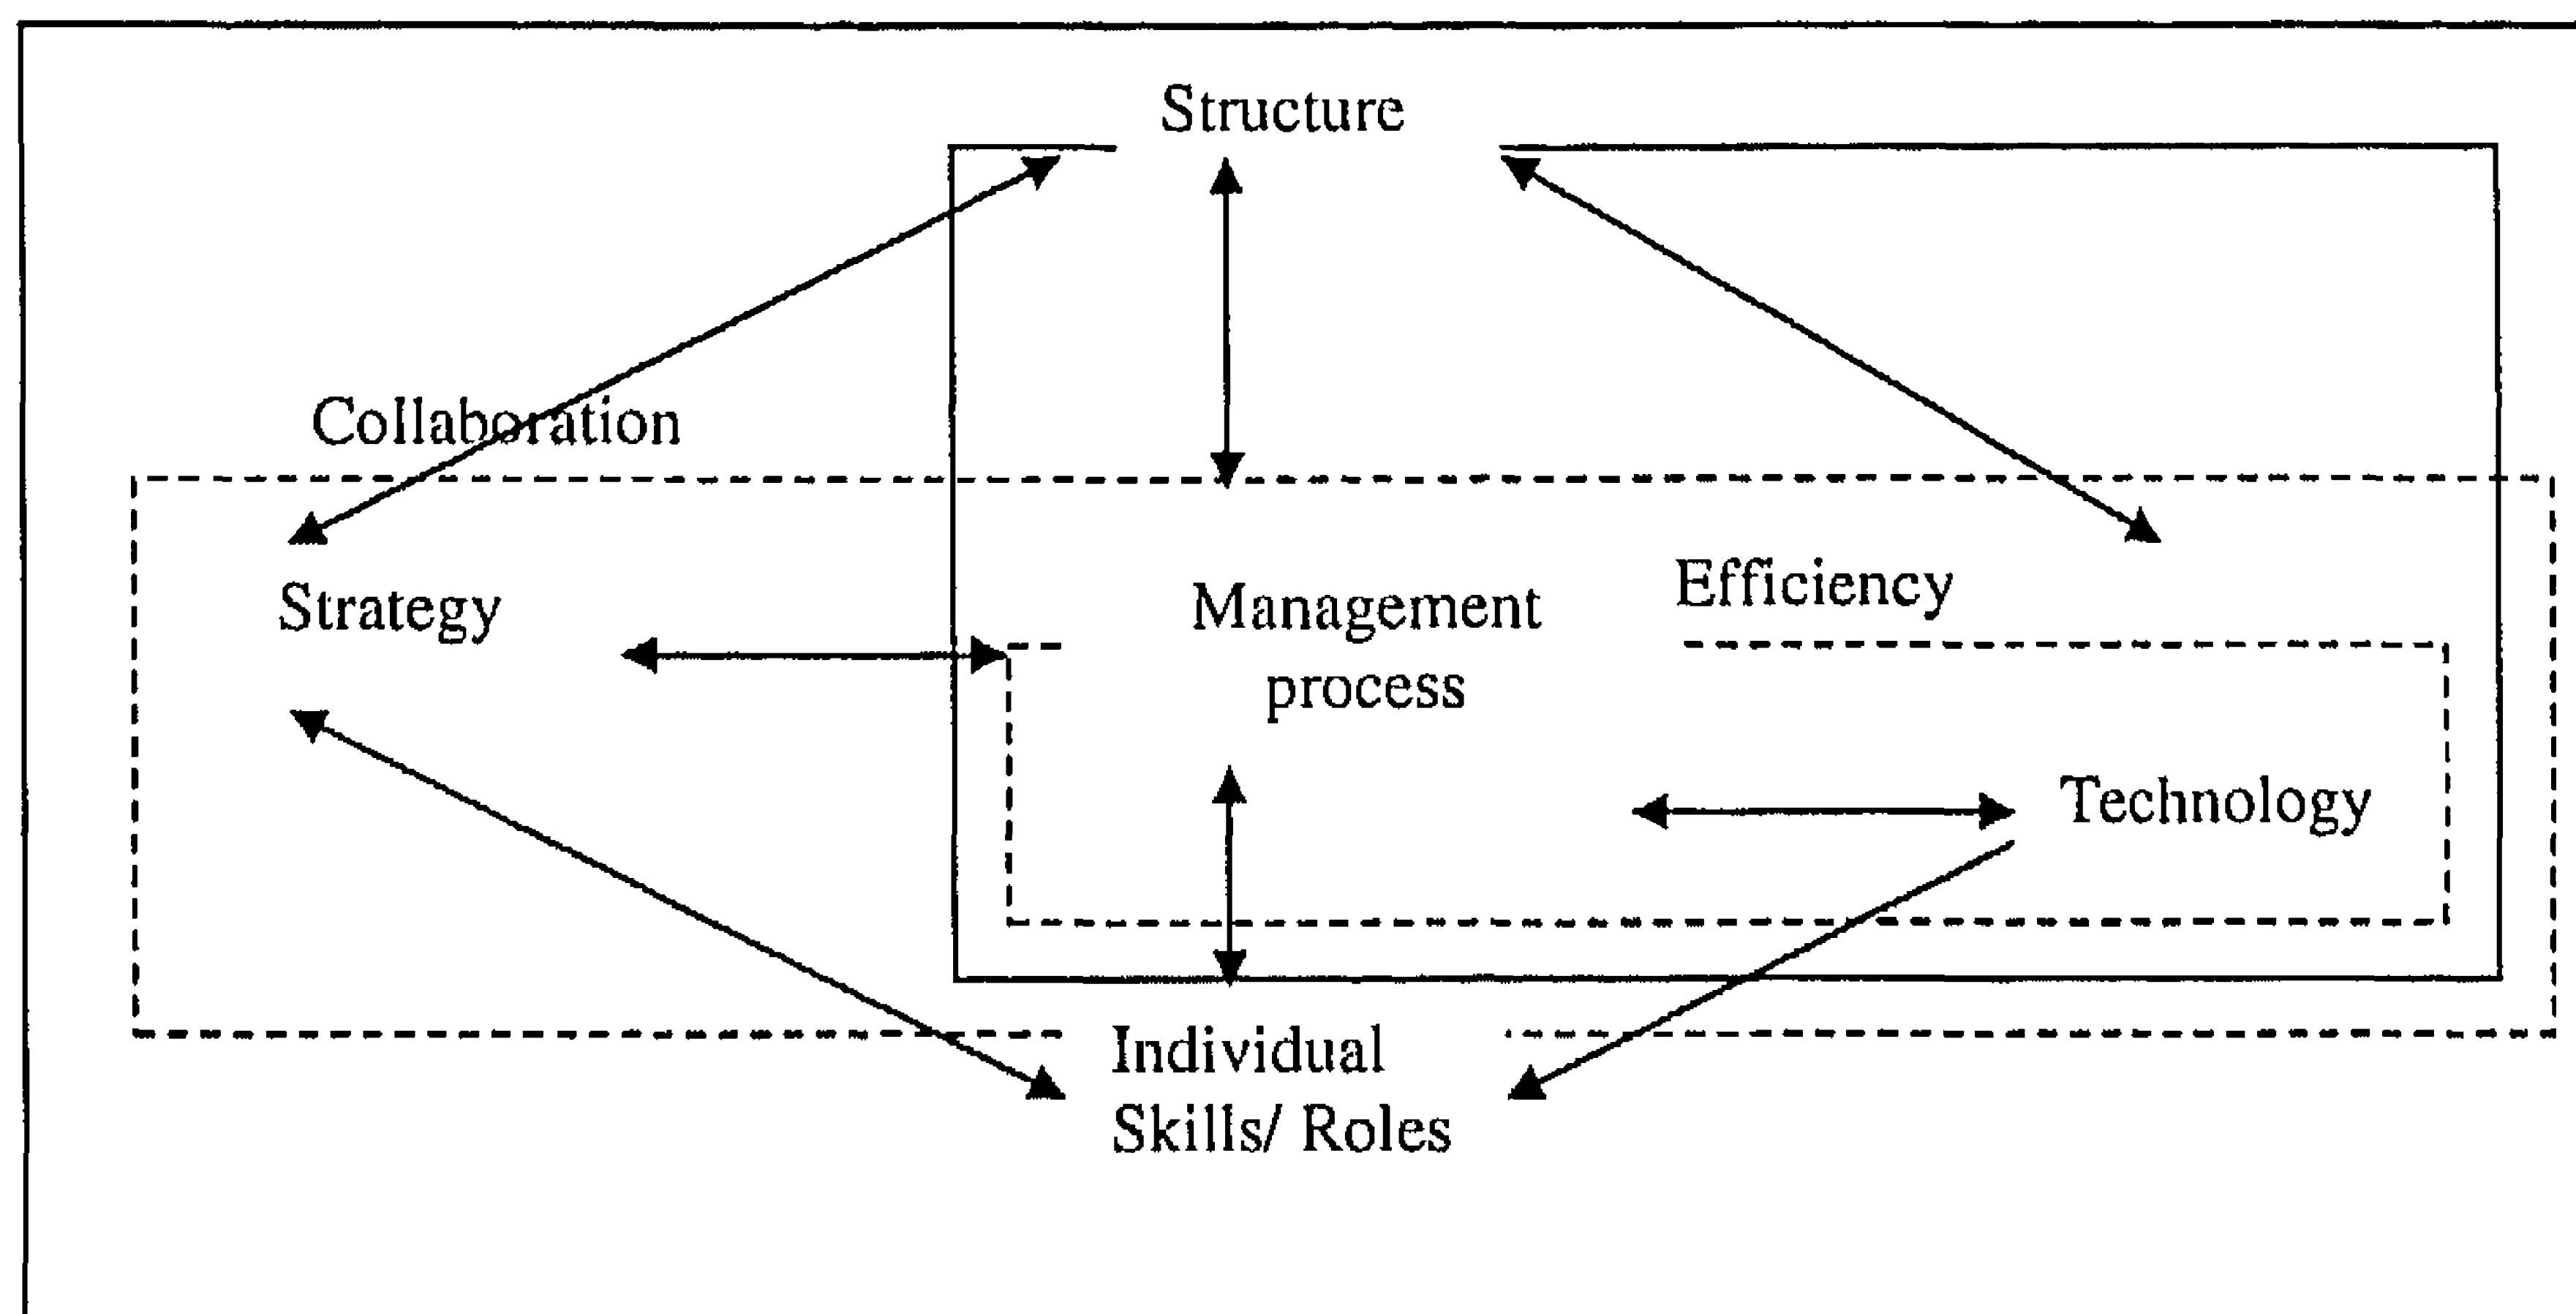 Structure
Collaboration
Strategy
Management
process
Efficiency
Technology
Individual
Skills/ Roles